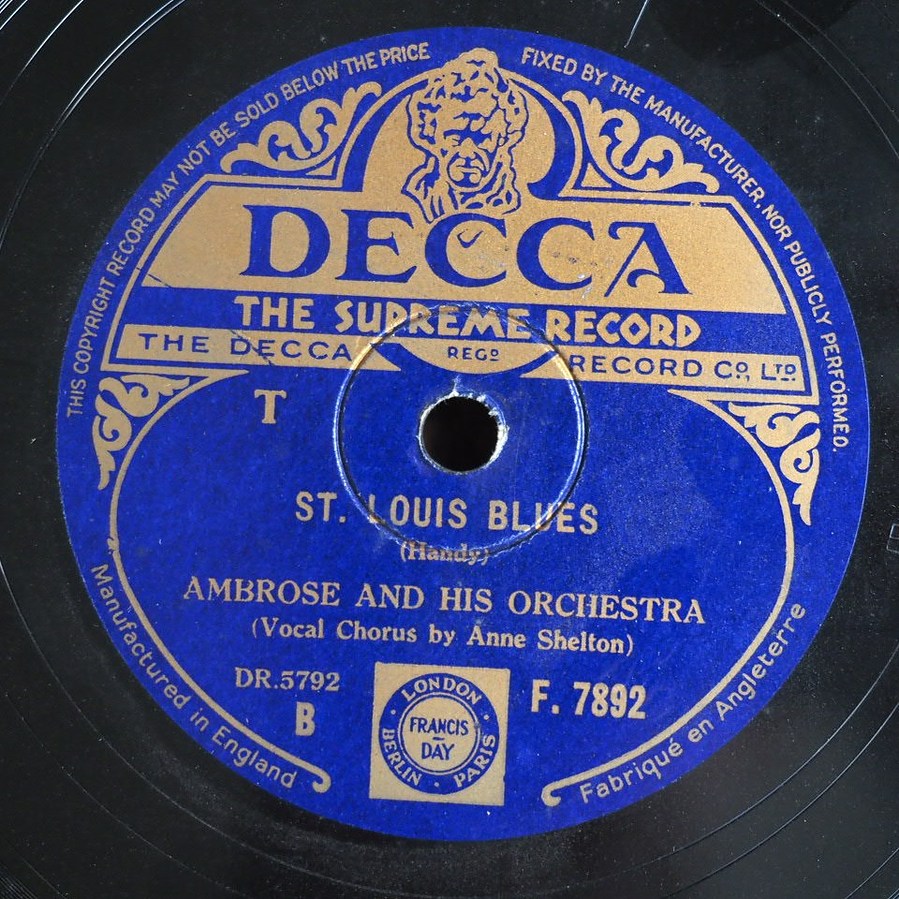 THIS COPYRIGHT RECORD MAY NOT BE SOLD BELOW THE PRICE FIXED BY THE MANUFACTURER, NOR PUBLICLY PERFORMED.
DECCA
THE SUPREME RECORD
THE DECCA REGD RECORD CO., LTD.
T
ST. LOUIS BLUES
(Handy)
AMBROSE AND HIS ORCHESTRA
(Vocal Chorus by Anne Shelton)
DR.5792
B
F. 7892
· LONDON · PARIS · BERLIN
FRANCIS – DAY
Manufactured in England
Fabriqué en Angleterre